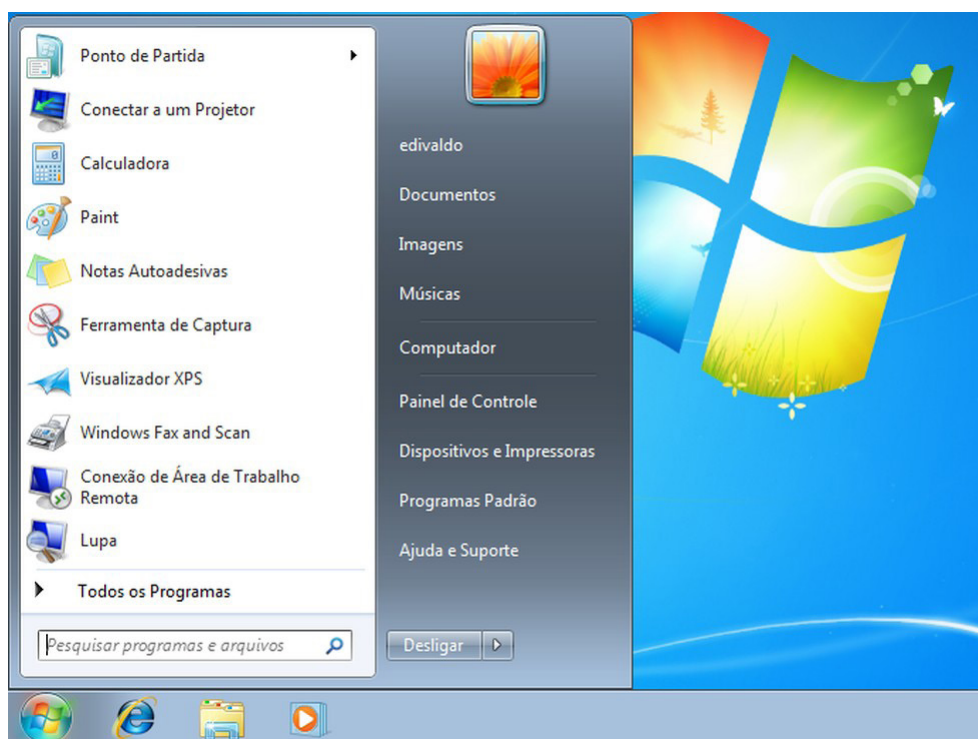 Ponto de Partida
Conectar a um Projetor
Calculadora
Paint
Notas Autoadesivas
Ferramenta de Captura
Visualizador XPS
Windows Fax and Scan
Conexão de Área de Trabalho
Remota
Lupa
Todos os Programas
Pesquisar programas e arquivos
edivaldo
Documentos
Imagens
Músicas
Computador
Painel de Controle
Dispositivos e Impressoras
Programas Padrão
Ajuda e Suporte
Desligar